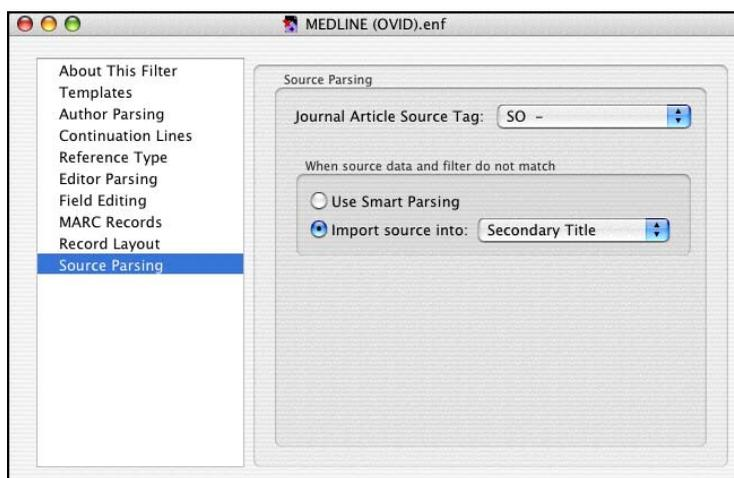 MEDLINE (OVID).enf
About This Filter
Templates
Author Parsing
Continuation Lines
Reference Type
Editor Parsing
Field Editing
MARC Records
Record Layout
Source Parsing
Source Parsing
Journal Article Source Tag: SO -
When source data and filter do not match
Use Smart Parsing
Import source into: Secondary Title